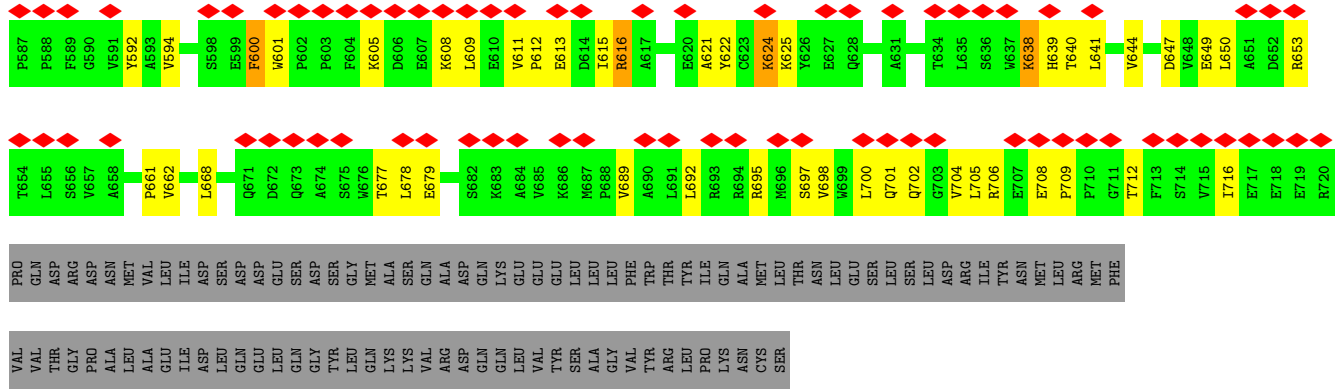 P587 P588 F589 G590 V591 Y592 A593 V594 S598 E599 F600 W601 P602 P603 F604 K605 D606 E607 K608 L609 E610 V611 P612 E613 D614 I615 R616 A617 E620 A621 Y622 C623 K624 K625 Y626 E627 Q628 A631 T634 L635 S636 W637 K638 H639 T640 L641 V644 D647 V648 E649 L650 A651 D652 R653
T654 L655 S656 V657 A658 P661 V662 L668 Q671 D672 Q673 A674 S675 W676 T677 L678 E679 S682 K683 A684 V685 K686 M687 P688 V689 A690 L691 L692 R693 R694 R695 M696 S697 V698 W699 L700 Q701 Q702 G703 V704 L705 R706 E707 E708 P709 P710 G711 T712 F713 S714 V715 I716 E717 E718 E719 R720
PRO GLN ASP ARG ASP ASN MET VAL LEU ILE ASP SER ASP ASP GLU SER ASP SER GLY MET ALA SER GLN ALA ASP GLN LYS GLU GLU GLU LEU LEU LEU PHE TRP THR TYR ILE GLN ALA MET LEU THR ASN LEU GLU SER LEU SER LEU ASP ARG ILE TYR ASN MET LEU ARG MET PHE
VAL VAL THR GLY PRO ALA LEU ALA GLU ILE ASP LEU GLN GLU LEU GLN GLY TYR LEU GLN LYS LYS VAL ARG ASP GLN GLN LEU VAL TYR SER ALA GLY VAL TYR ARG LEU PRO LYS ASN CYS SER